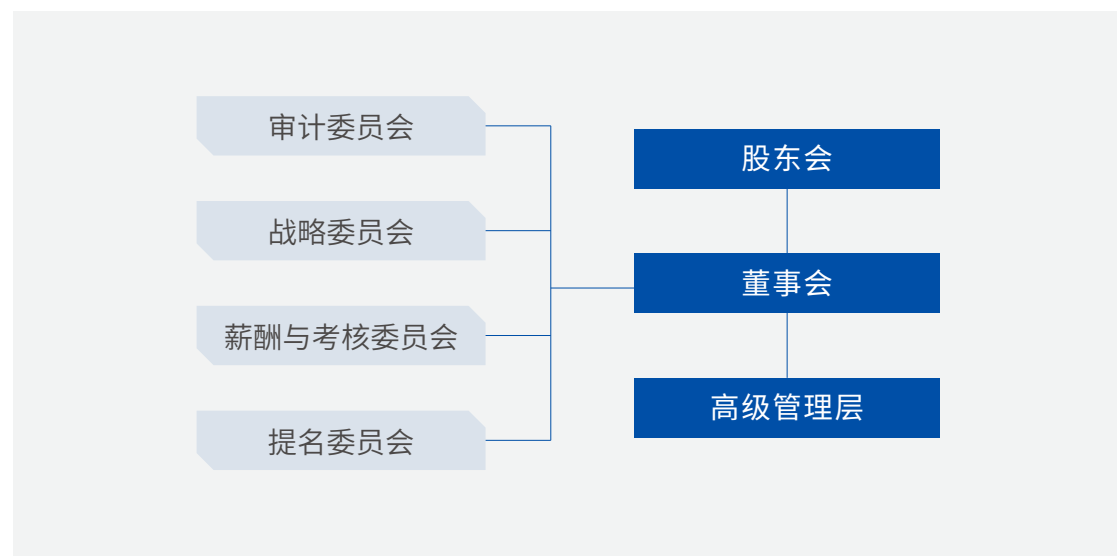 审计委员会
战略委员会
薪酬与考核委员会
提名委员会
股东会
董事会
高级管理层